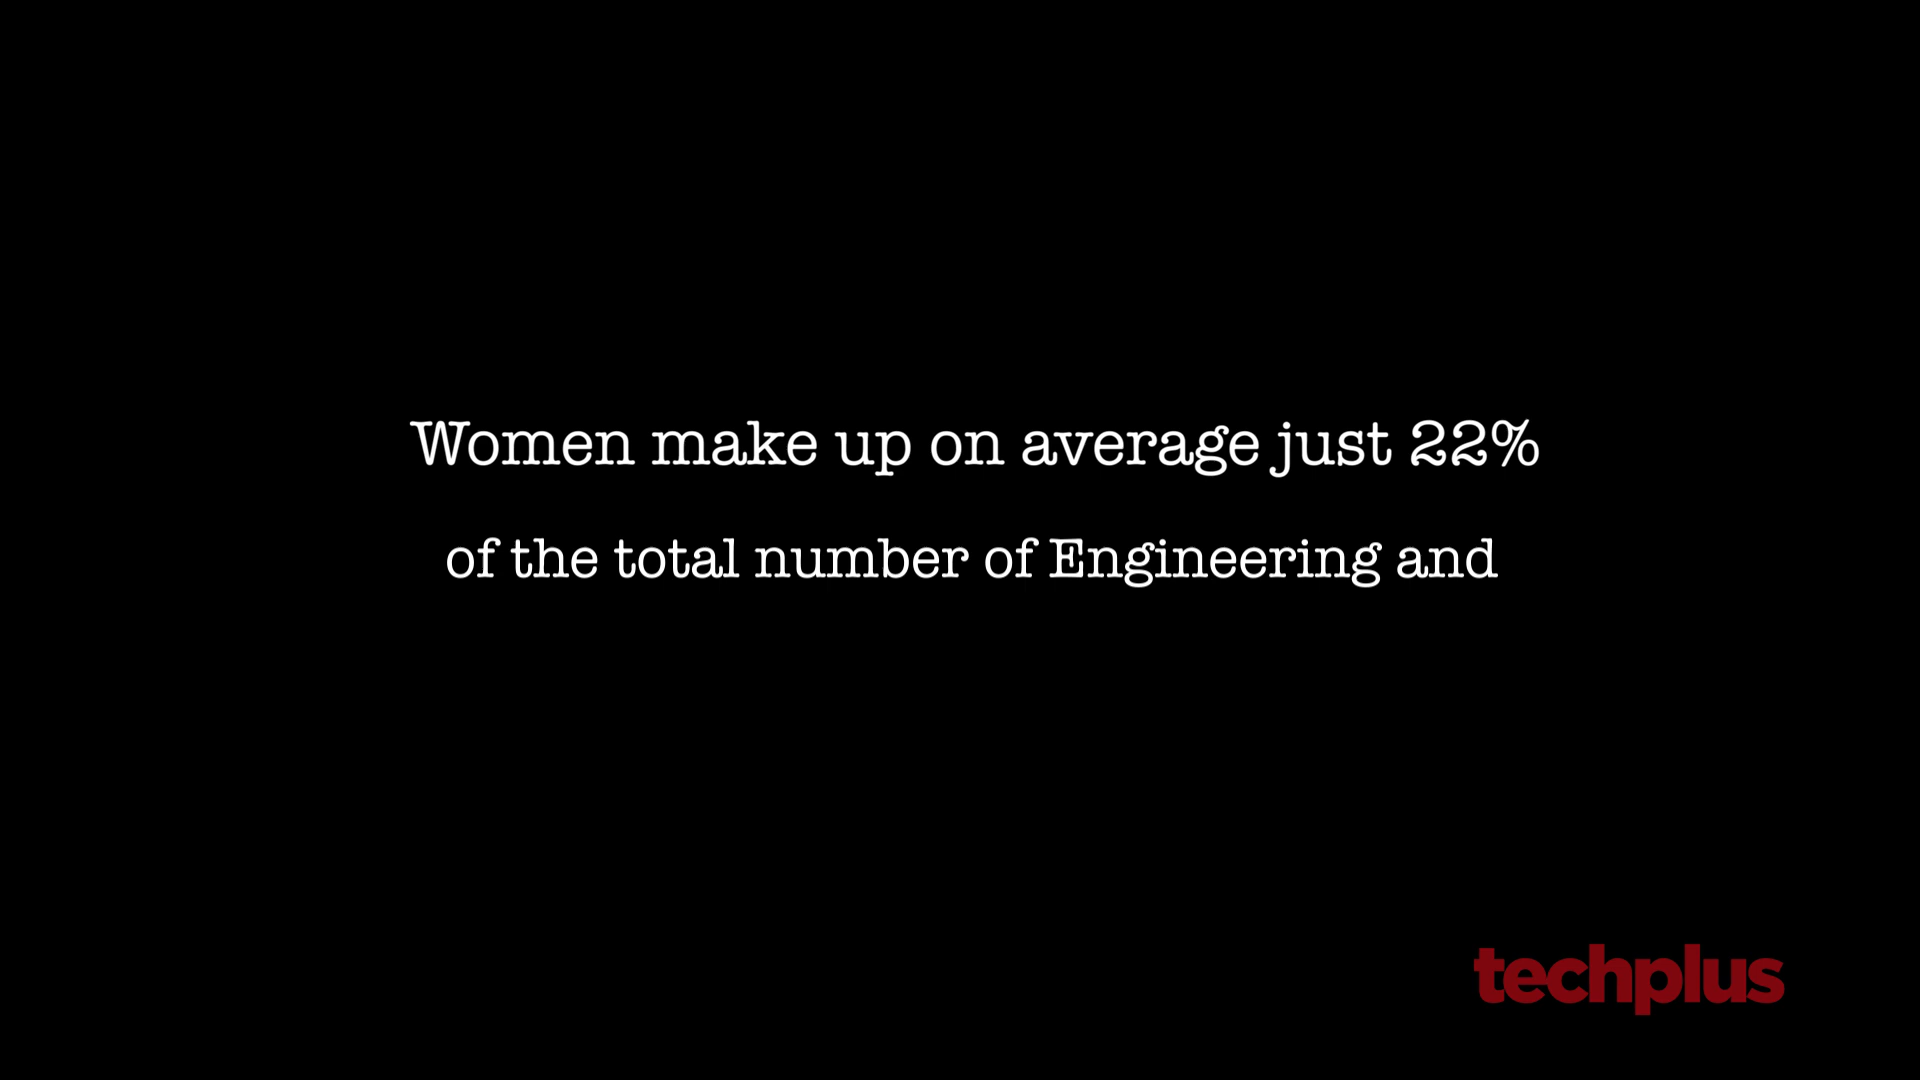 Women make up on average just 22%
of the total number of Engineering and
techplus